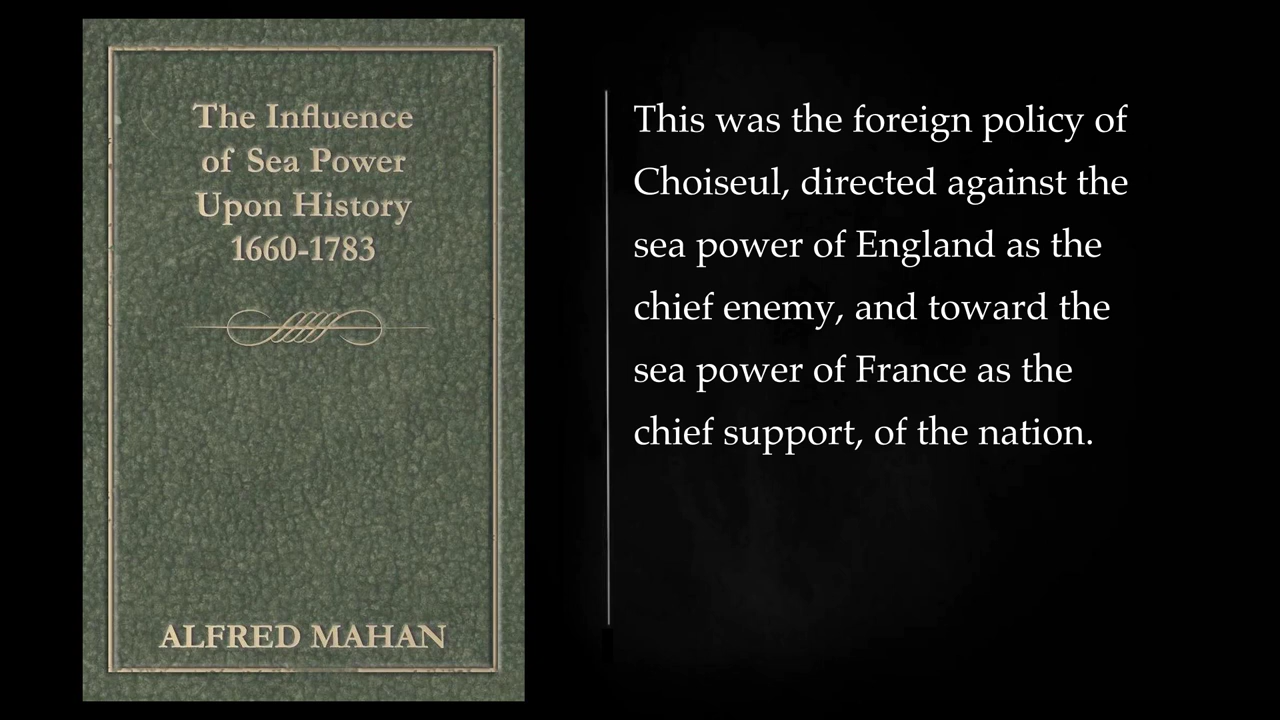 The Influence
of Sea Power
Upon History
1660-1783
ALFRED MAHAN
This was the foreign policy of
Choiseul, directed against the
sea power of England as the
chief enemy, and toward the
sea power of France as the
chief support, of the nation.